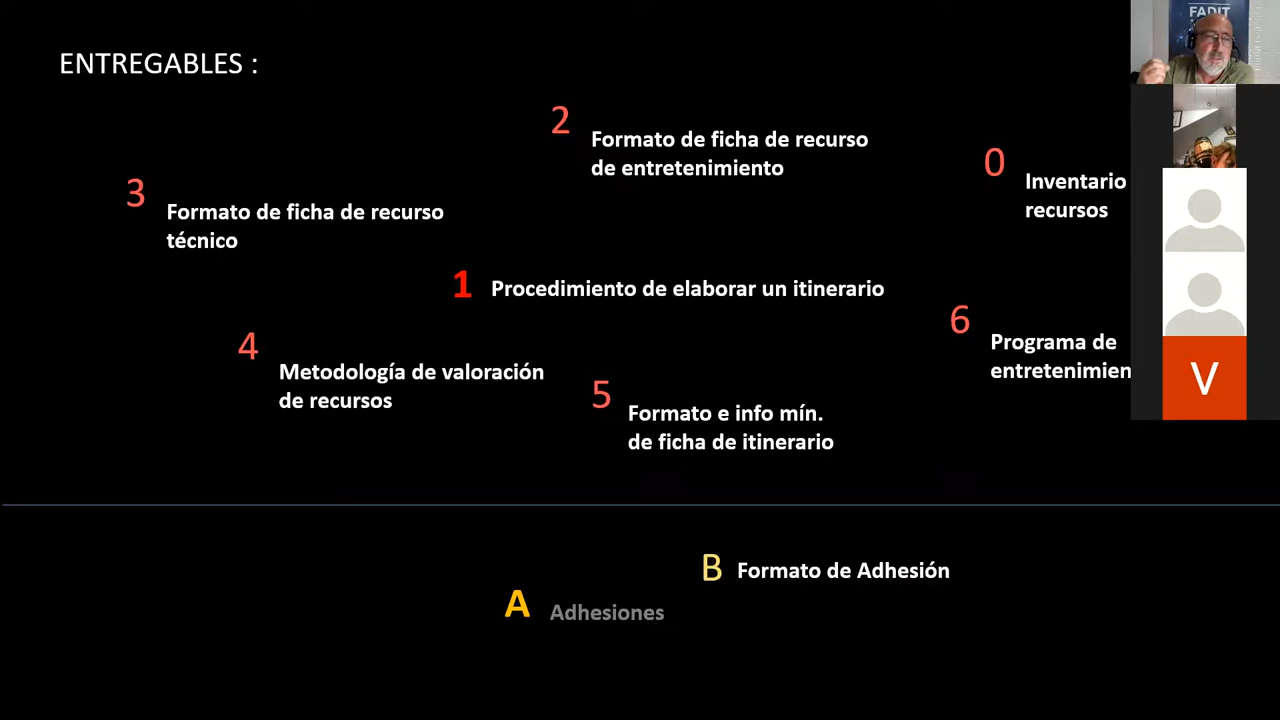 ENTREGABLES :
FADIT
2
Formato de ficha de recurso
de entretenimiento
0
Inventario
recursos
3
Formato de ficha de recurso
técnico
1 Procedimiento de elaborar un itinerario
6
Programa de
entretenimien
4
Metodología de valoración
de recursos
5
Formato e info mín.
de ficha de itinerario
V
B Formato de Adhesión
A Adhesiones